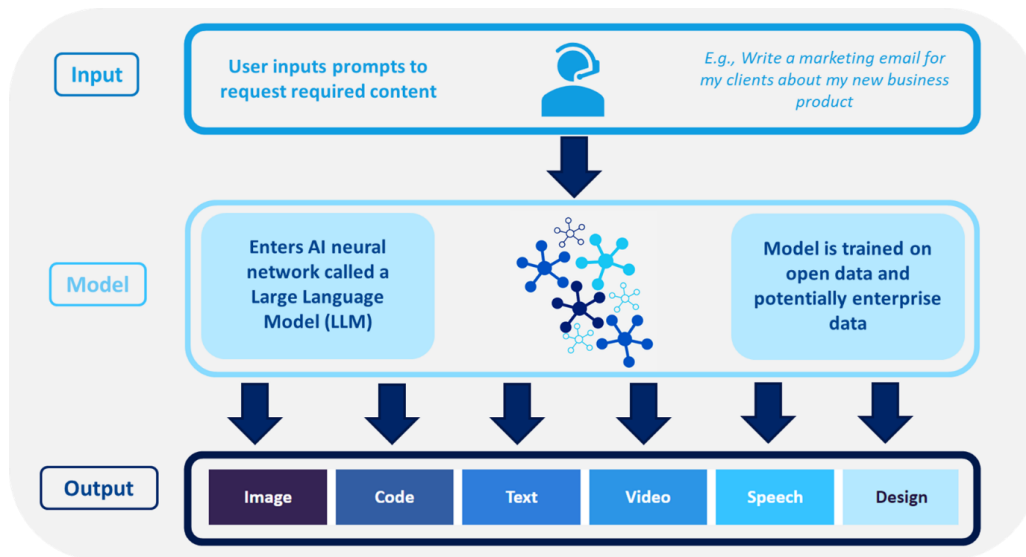 Input
User inputs prompts to
request required content
E.g., Write a marketing email for
my clients about my new business
product
Model
Enters AI neural
network called a
Large Language
Model (LLM)
Model is trained on
open data and
potentially enterprise
data
Output
Image
Code
Text
Video
Speech
Design